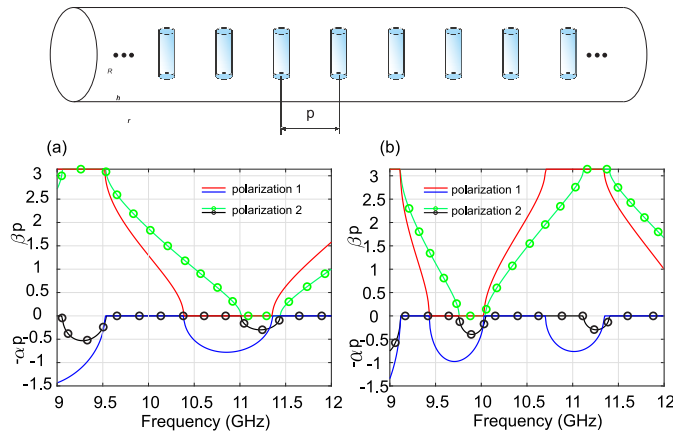 R
h
r
p
(a)
(b)
polarization 1
polarization 2
polarization 1
polarization 2
βp
3
2.5
2
1.5
1
0.5
0
-αp
-0.5
-1
-1.5
9
9.5
10
10.5
11
11.5
12
Frequency (GHz)
βp
3
2.5
2
1.5
1
0.5
0
-αp
-0.5
-1
-1.5
9
9.5
10
10.5
11
11.5
12
Frequency (GHz)